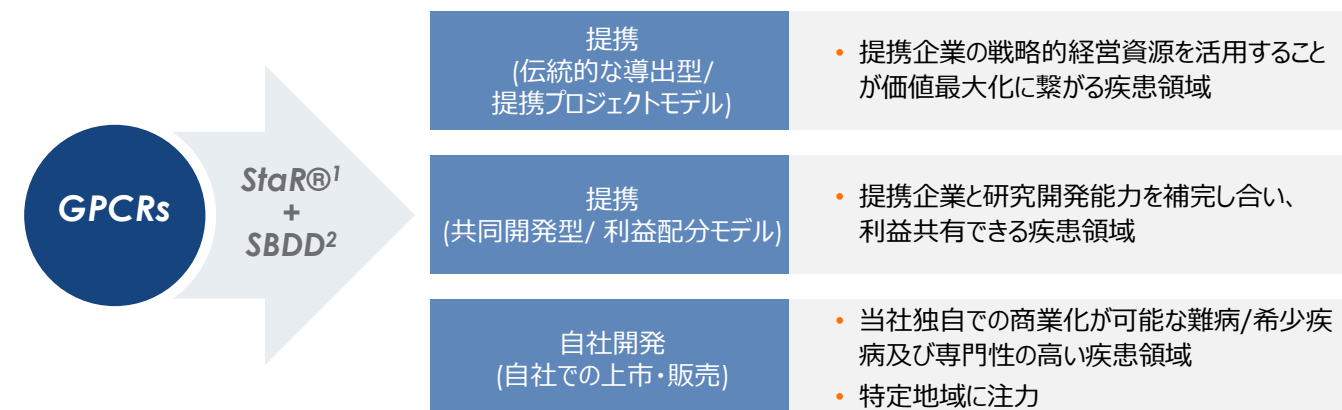 GPCRs
StaR®1
+
SBDD2
提携
(伝統的な導出型/
提携プロジェクトモデル)
• 提携企業の戦略的経営資源を活用すること
が価値最大化に繋がる疾患領域
提携
(共同開発型/ 利益配分モデル)
• 提携企業と研究開発能力を補完し合い、
利益共有できる疾患領域
自社開発
(自社での上市・販売)
• 当社独自での商業化が可能な難病/希少疾
病及び専門性の高い疾患領域
• 特定地域に注力